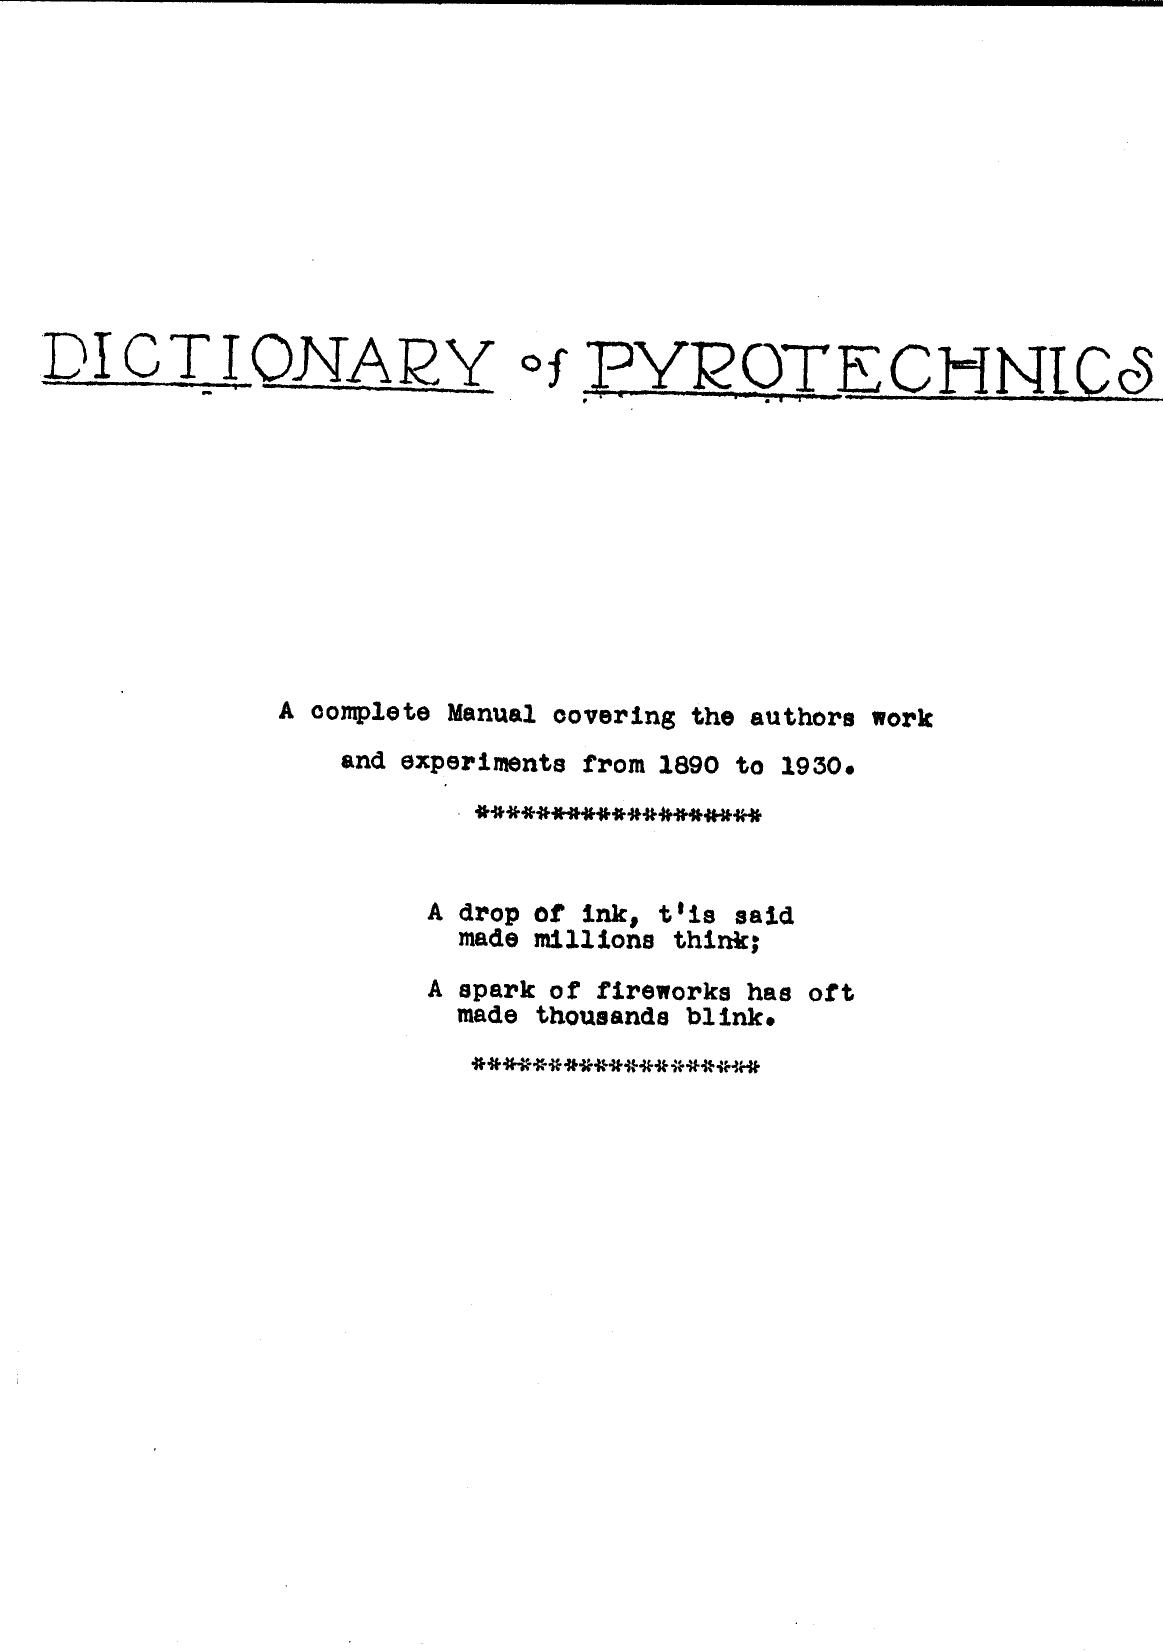 DICTIONARY of PYROTECHNICS
A complete Manual covering the authors work
and experiments from 1890 to 1930.
*******************
A drop of ink, t'is said
made millions think;
A spark of fireworks has oft
made thousands blink.
*******************